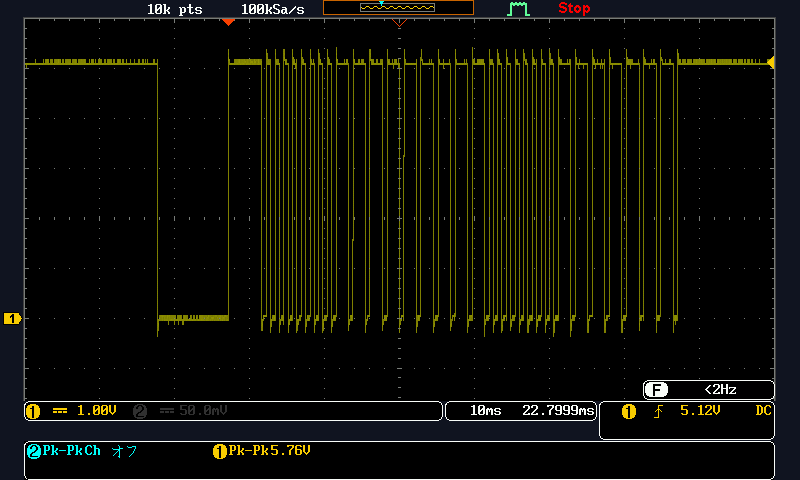 10k pts 100kSa/s Stop
1
F <2Hz
1 1.00V 2 50.0mV 10ms 22.7999ms 1 5.12V DC
2 Pk-PkCh オフ 1 Pk-Pk5.76V